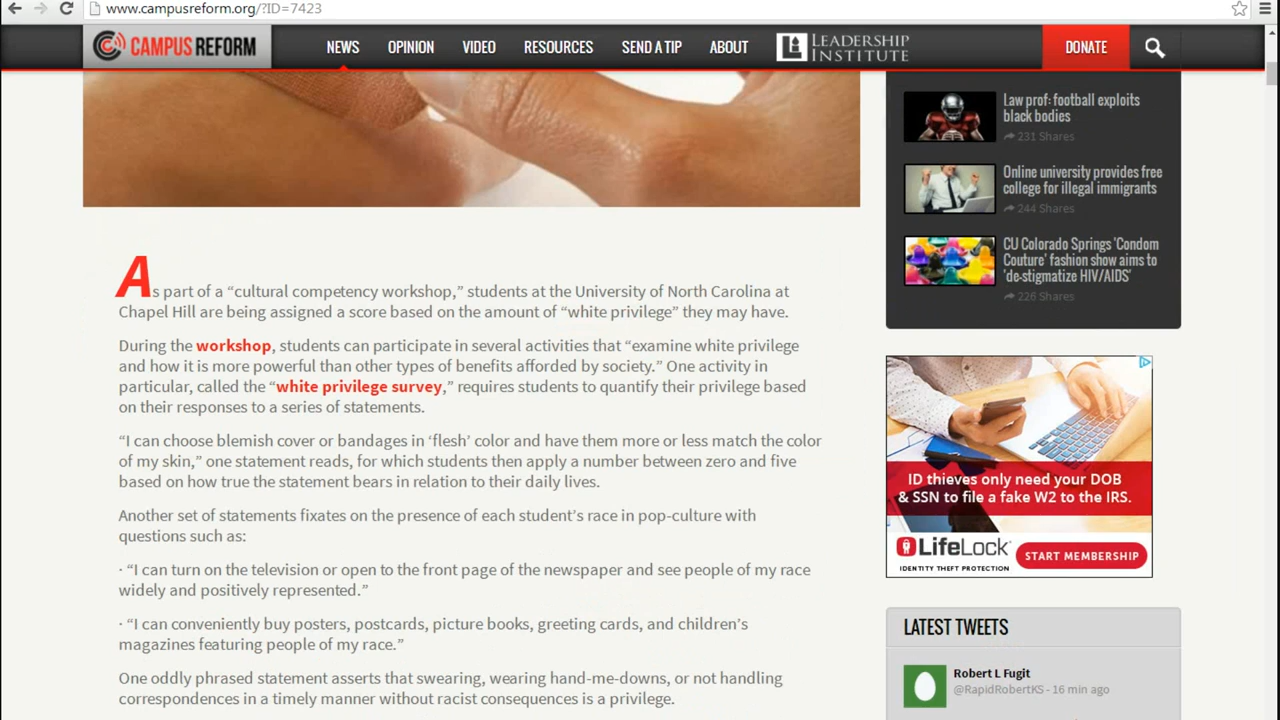 www.campusreform.org/?ID=7423
CAMPUS REFORM
NEWS
OPINION
VIDEO
RESOURCES
SEND A TIP
ABOUT
LEADERSHIP
INSTITUTE
DONATE
As part of a “cultural competency workshop,” students at the University of North Carolina at
Chapel Hill are being assigned a score based on the amount of “white privilege” they may have.
During the workshop, students can participate in several activities that “examine white privilege
and how it is more powerful than other types of benefits afforded by society.” One activity in
particular, called the “white privilege survey,” requires students to quantify their privilege based
on their responses to a series of statements.
“I can choose blemish cover or bandages in ‘flesh’ color and have them more or less match the color
of my skin,” one statement reads, for which students then apply a number between zero and five
based on how true the statement bears in relation to their daily lives.
Another set of statements fixates on the presence of each student’s race in pop-culture with
questions such as:
· “I can turn on the television or open to the front page of the newspaper and see people of my race
widely and positively represented.”
· “I can conveniently buy posters, postcards, picture books, greeting cards, and children’s
magazines featuring people of my race.”
One oddly phrased statement asserts that swearing, wearing hand-me-downs, or not handling
correspondences in a timely manner without racist consequences is a privilege.
Law prof: football exploits
black bodies
231 Shares
Online university provides free
college for illegal immigrants
244 Shares
CU Colorado Springs 'Condom
Couture' fashion show aims to
'de-stigmatize HIV/AIDS'
226 Shares
ID thieves only need your DOB
& SSN to file a fake W2 to the IRS.
LifeLock
IDENTITY THEFT PROTECTION
START MEMBERSHIP
LATEST TWEETS
Robert L Fugit
@RapidRobertKS - 16 min ago